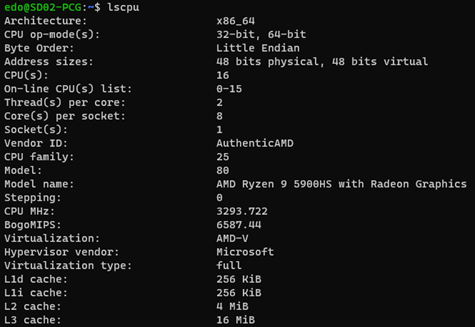 edo@SD02-PCG:~$ lscpu
Architecture: x86_64
CPU op-mode(s): 32-bit, 64-bit
Byte Order: Little Endian
Address sizes: 48 bits physical, 48 bits virtual
CPU(s): 16
On-line CPU(s) list: 0-15
Thread(s) per core: 2
Core(s) per socket: 8
Socket(s): 1
Vendor ID: AuthenticAMD
CPU family: 25
Model: 80
Model name: AMD Ryzen 9 5900HS with Radeon Graphics
Stepping: 0
CPU MHz: 3293.722
BogoMIPS: 6587.44
Virtualization: AMD-V
Hypervisor vendor: Microsoft
Virtualization type: full
L1d cache: 256 KiB
L1i cache: 256 KiB
L2 cache: 4 MiB
L3 cache: 16 MiB